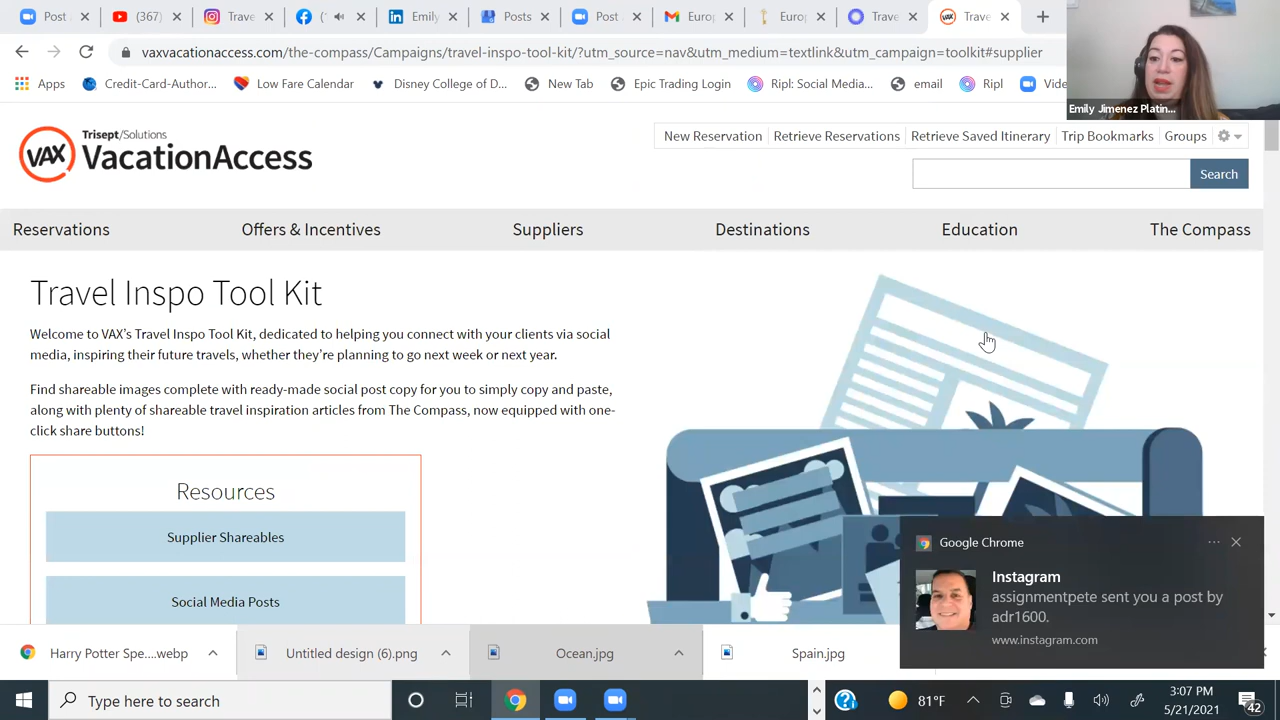 Post
(367)
Trave
(
Emily
Posts
Post
Europ
Europ
Trave
Trave
vaxvacationaccess.com/the-compass/Campaigns/travel-inspo-tool-kit/?utm_source=nav&utm_medium=textlink&utm_campaign=toolkit#supplier
Apps
Credit-Card-Author...
Low Fare Calendar
Disney College of D...
New Tab
Epic Trading Login
Ripl: Social Media...
email
Ripl
Vide
Emily Jimenez Platin...
VAX
Trisept/Solutions
VacationAccess
New Reservation
Retrieve Reservations
Retrieve Saved Itinerary
Trip Bookmarks
Groups
Search
Reservations
Offers & Incentives
Suppliers
Destinations
Education
The Compass
Travel Inspo Tool Kit
Welcome to VAX's Travel Inspo Tool Kit, dedicated to helping you connect with your clients via social
media, inspiring their future travels, whether they're planning to go next week or next year.
Find shareable images complete with ready-made social post copy for you to simply copy and paste,
along with plenty of shareable travel inspiration articles from The Compass, now equipped with one-
click share buttons!
Resources
Supplier Shareables
Social Media Posts
Google Chrome
Instagram
assignmentpete sent you a post by
adr1600.
www.instagram.com
Harry Potter Spe....webp
Untitled design (6).png
Ocean.jpg
Spain.jpg
Type here to search
81°F
3:07 PM
5/21/2021
42